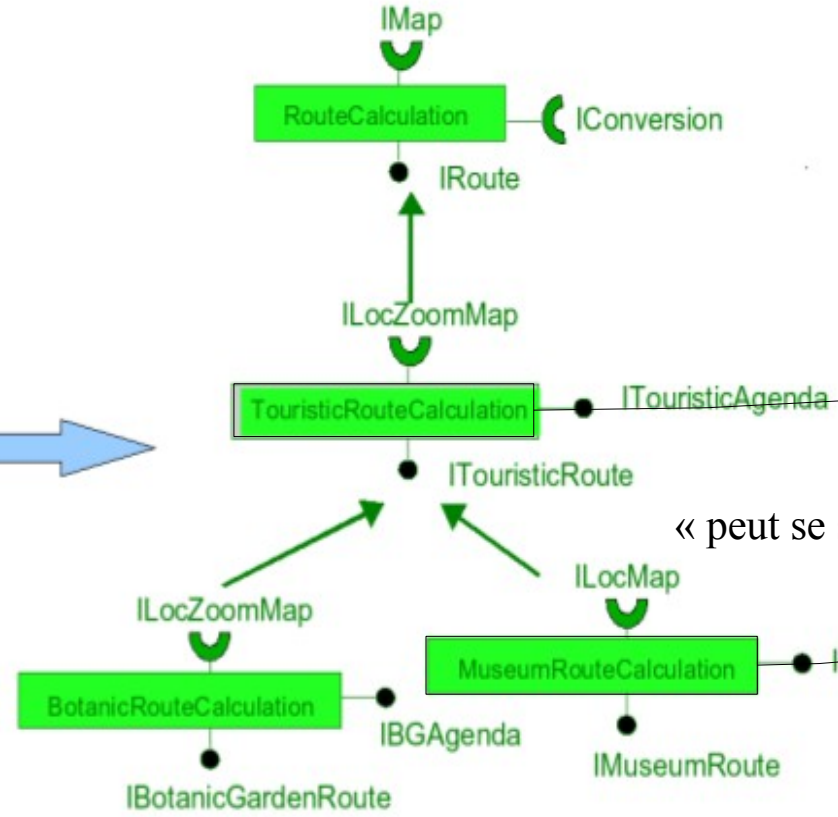 IMap
RouteCalculation
IConversion
IRoute
ILocZoomMap
TouristicRouteCalculation
ITouristicAgenda
ITouristicRoute
« peut se
ILocZoomMap
ILocMap
BotanicRouteCalculation
MuseumRouteCalculation
I
IBGAgenda
IMuseumRoute
IBotanicGardenRoute